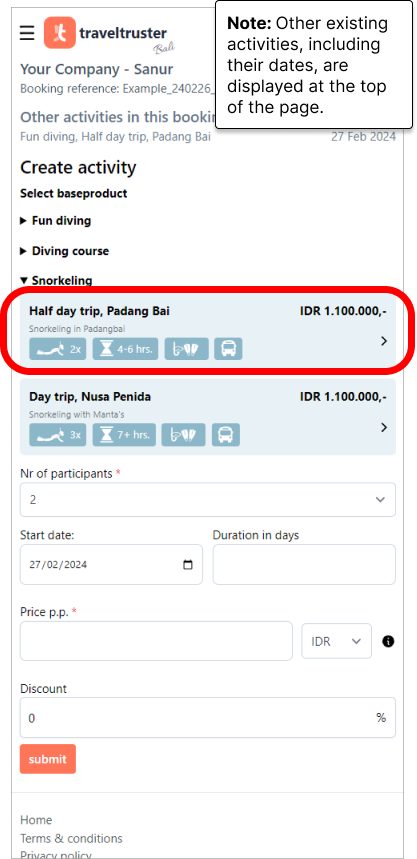 traveltruster
Bali
Note: Other existing
activities, including
their dates, are
displayed at the top
of the page.
Your Company - Sanur
Booking reference: Example_240226_
Other activities in this bookin
Fun diving, Half day trip, Padang Bai 27 Feb 2024
Create activity
Select baseproduct
Fun diving
Diving course
Snorkeling
Half day trip, Padang Bai IDR 1.100.000,-
Snorkeling in Padangbai
2x 4-6 hrs.
Day trip, Nusa Penida IDR 1.100.000,-
Snorkeling with Manta's
3x 7+ hrs.
Nr of participants *
2
Start date: Duration in days
27/02/2024
Price p.p. *
IDR
Discount
0 %
submit
Home
Terms & conditions
Privacy policy